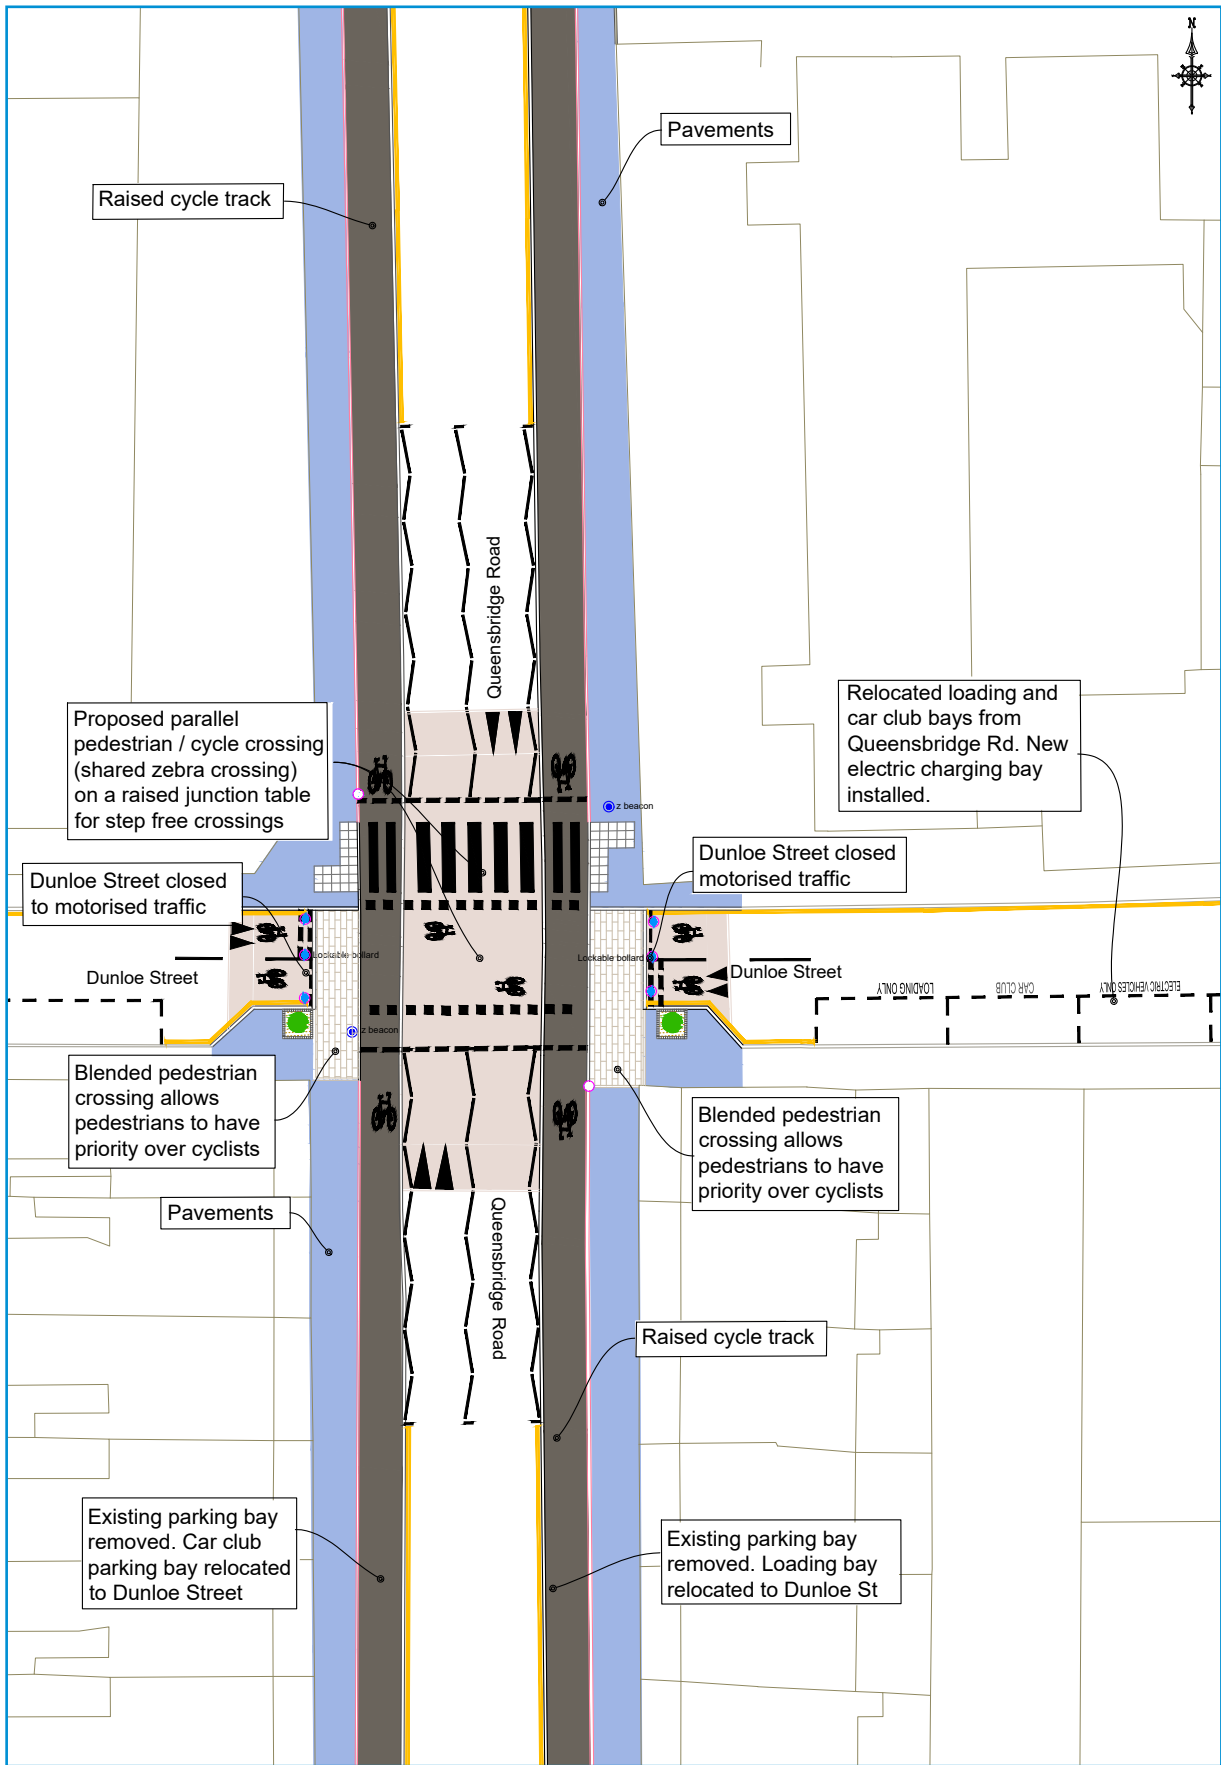 N
Pavements
Raised cycle track
Queensbridge Road
Relocated loading and
car club bays from
Queensbridge Rd. New
electric charging bay
installed.
Proposed parallel
pedestrian / cycle crossing
(shared zebra crossing)
on a raised junction table
for step free crossings
z beacon
Dunloe Street closed
motorised traffic
Dunloe Street closed
to motorised traffic
Lockable bollard
Lockable bollard
Dunloe Street
Dunloe Street
LOADING ONLY
CAR CLUB
ELECTRIC VEHICLES ONLY
z beacon
Blended pedestrian
crossing allows
pedestrians to have
priority over cyclists
Blended pedestrian
crossing allows
pedestrians to have
priority over cyclists
Pavements
Queensbridge Road
Raised cycle track
Existing parking bay
removed. Car club
parking bay relocated
to Dunloe Street
Existing parking bay
removed. Loading bay
relocated to Dunloe St